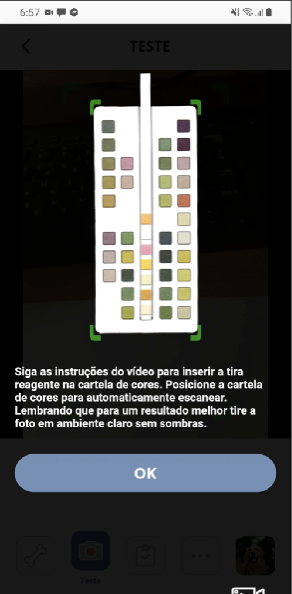 6:57
TESTE
Siga as instruções do vídeo para inserir a tira
reagente na cartela de cores. Posicione a cartela
de cores para automaticamente escanear.
Lembrando que para um resultado melhor tire a
foto em ambiente claro sem sombras.
OK
Teste